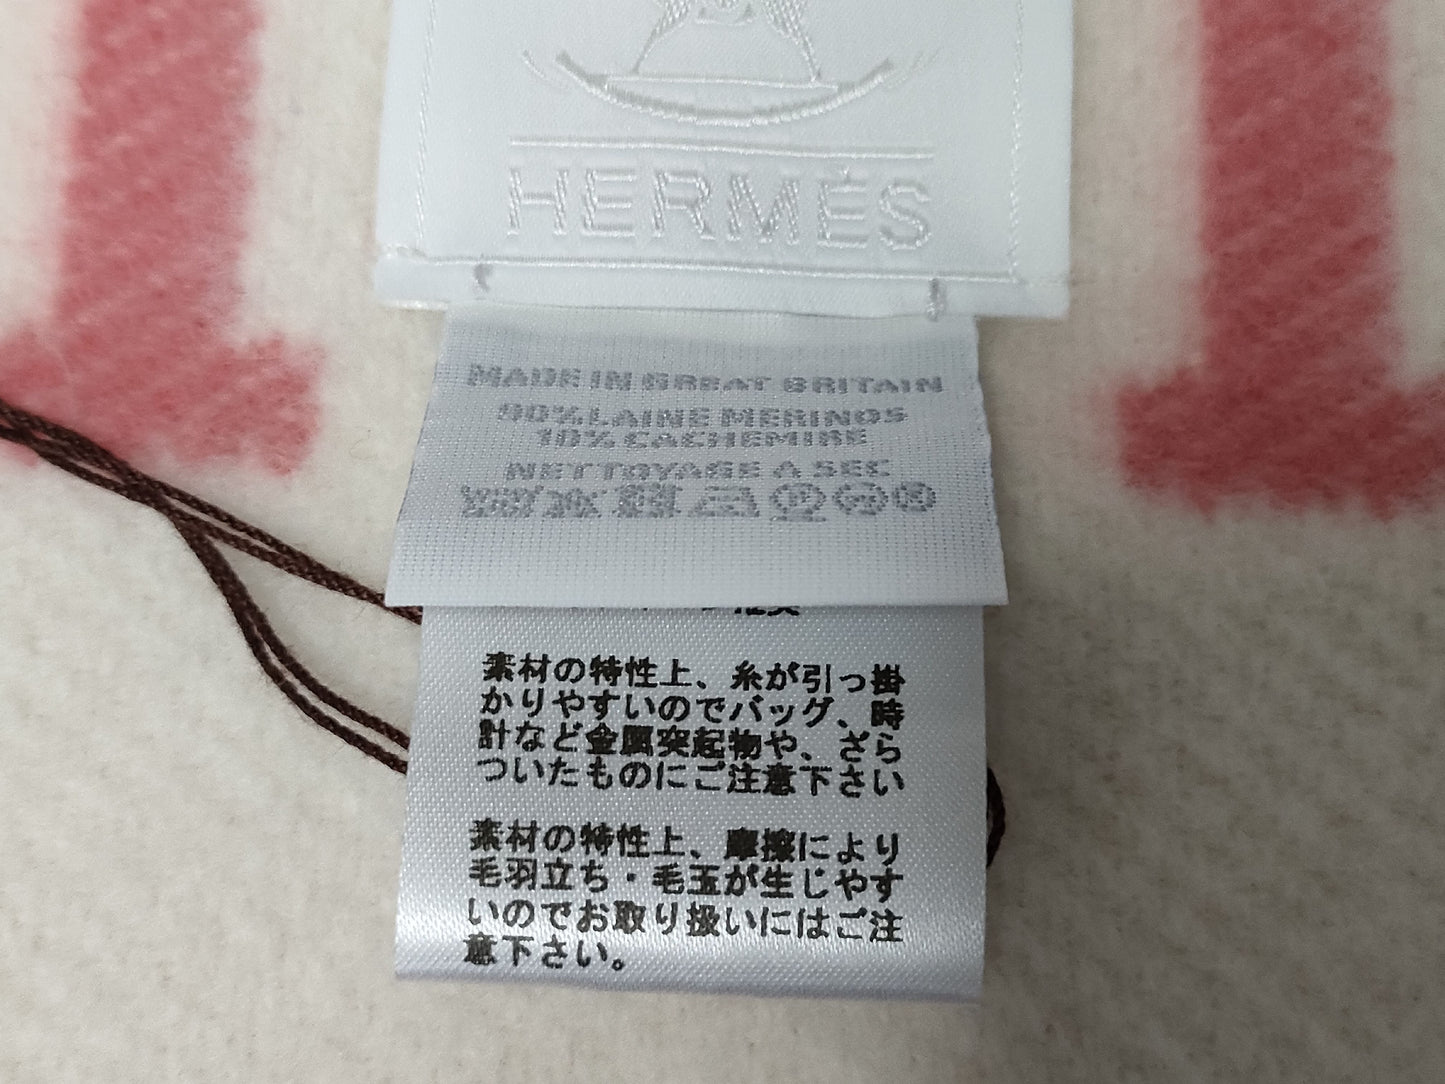 HERMÈS
MADE IN GREAT BRITAIN
90% LAINE MERINOS
10% CACHEMIRE
NETTOYAGE A SEC
素材の特性上、糸が引っ掛
かりやすいのでバッグ、時
計など金属突起物や、ざら
ついたものにご注意下さい
素材の特性上、摩擦により
毛羽立ち・毛玉が生じやす
いのでお取り扱いにはご注
意下さい。